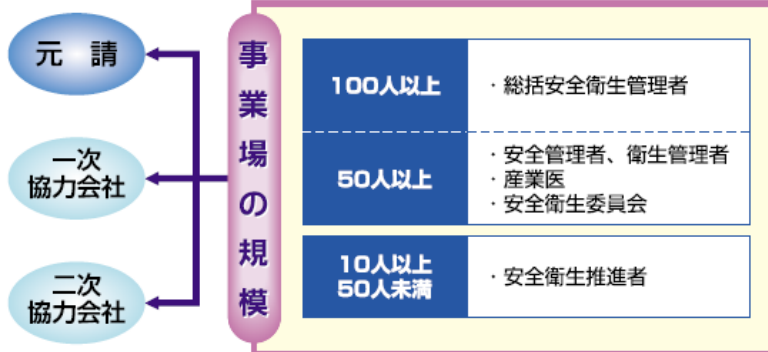 元 請
一次
協力会社
二次
協力会社
事業場の規模
100人以上
・総括安全衛生管理者
50人以上
・安全管理者、衛生管理者
・産業医
・安全衛生委員会
10人以上
50人未満
・安全衛生推進者